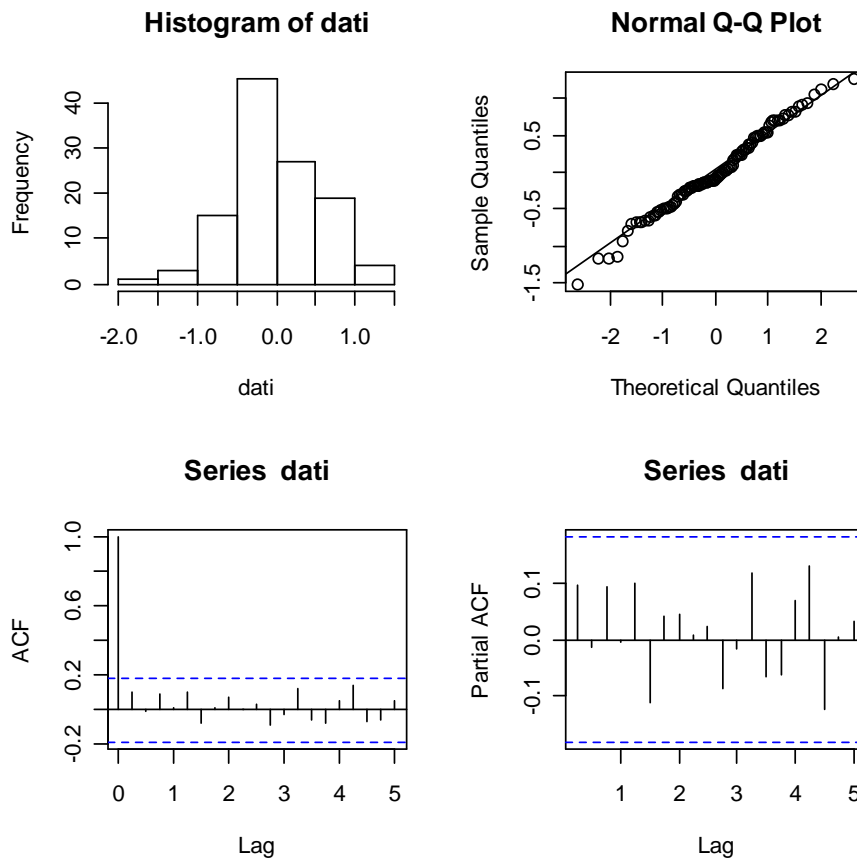 Histogram of dati
Frequency
0
10
20
30
40
-2.0
-1.0
0.0
1.0
dati
Normal Q-Q Plot
Sample Quantiles
-1.5
-0.5
0.5
-2
-1
0
1
2
Theoretical Quantiles
Series dati
ACF
-0.2
0.2
0.6
1.0
0
1
2
3
4
5
Lag
Series dati
Partial ACF
-0.1
0.0
0.1
1
2
3
4
5
Lag